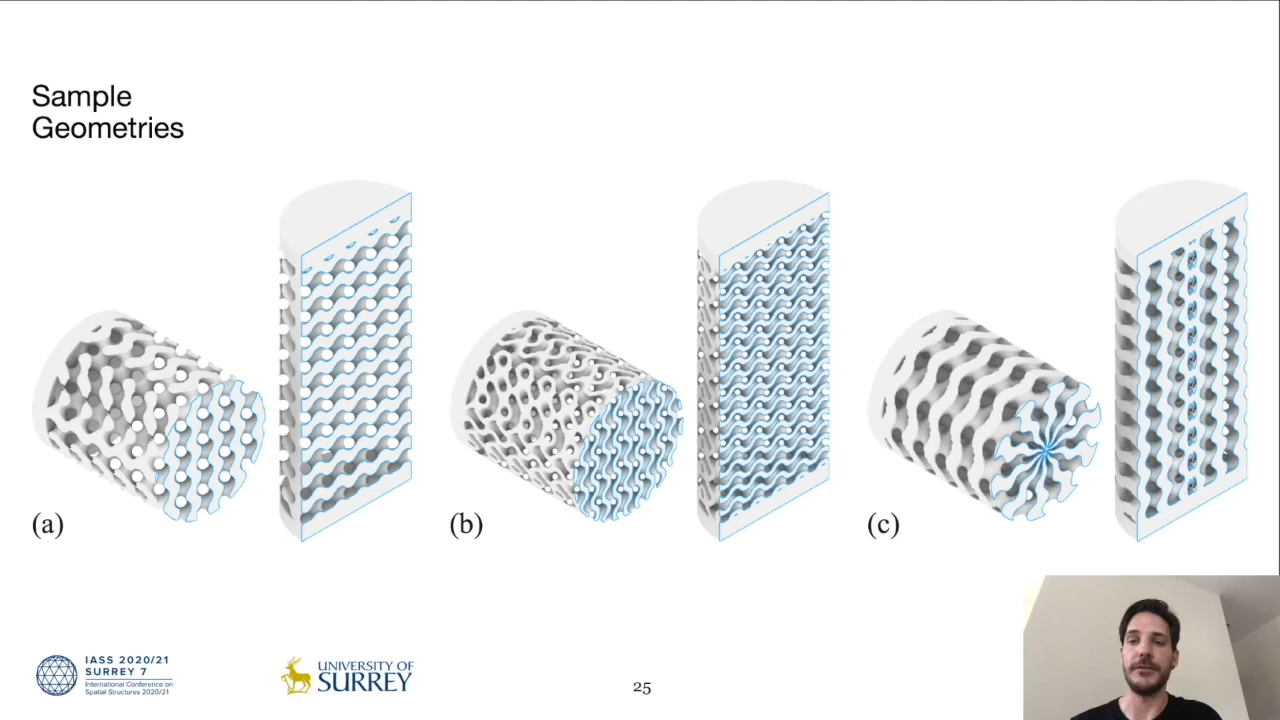 Sample
Geometries
(a)
(b)
(c)
IASS 2020/21
SURREY 7
International Conference on
Spatial Structures 2020/21
UNIVERSITY OF
SURREY
25